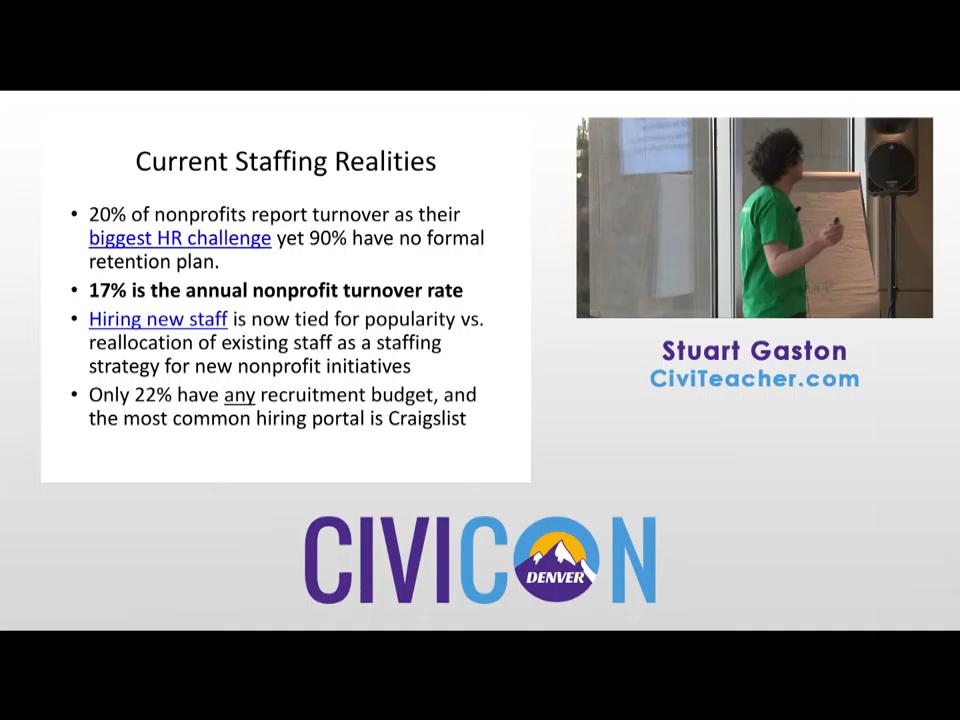 Current Staffing Realities
• 20% of nonprofits report turnover as their
biggest HR challenge yet 90% have no formal
retention plan.
• 17% is the annual nonprofit turnover rate
• Hiring new staff is now tied for popularity vs.
reallocation of existing staff as a staffing
strategy for new nonprofit initiatives
• Only 22% have any recruitment budget, and
the most common hiring portal is Craigslist
Stuart Gaston
CiviTeacher.com
CIVICON
DENVER